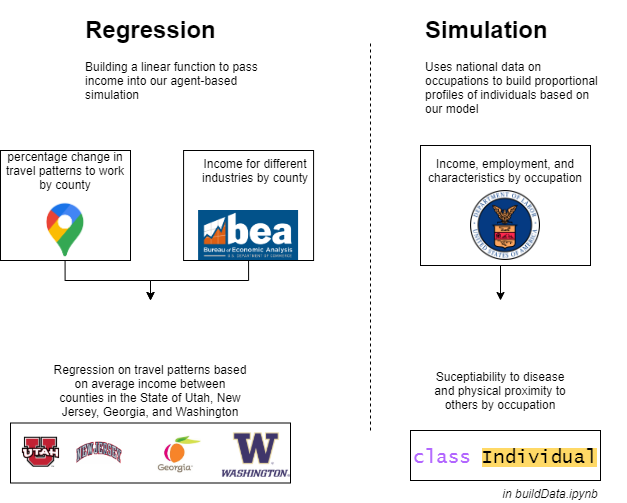 Regression
Building a linear function to pass
income into our agent-based
simulation
percentage change in
travel patterns to work
by county
Income for different
industries by county
bea
Bureau of Economic Analysis
U.S. DEPARTMENT OF COMMERCE
Regression on travel patterns based
on average income between
counties in the State of Utah, New
Jersey, Georgia, and Washington
UTAH
NEW JERSEY
Georgia
W
WASHINGTON
Simulation
Uses national data on
occupations to build proportional
profiles of individuals based on
our model
Income, employment, and
characteristics by occupation
DEPARTMENT OF LABOR
UNITED STATES OF AMERICA
Suceptiability to disease
and physical proximity to
others by occupation
class Individual
in buildData.ipynb